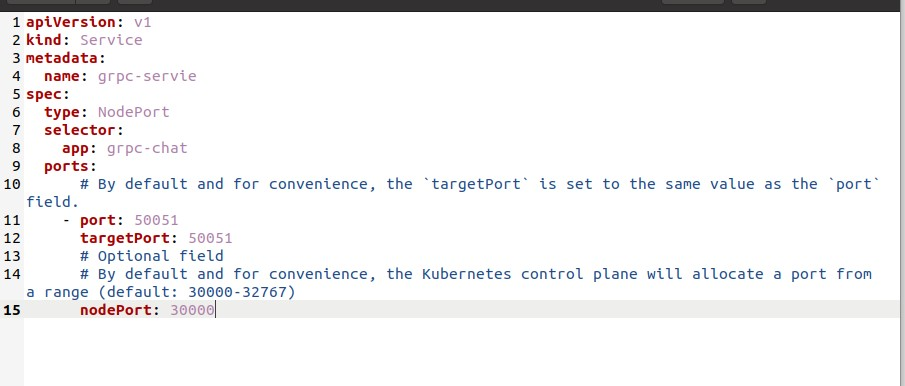 1 apiVersion: v1
2 kind: Service
3 metadata:
4   name: grpc-servie
5 spec:
6   type: NodePort
7   selector:
8     app: grpc-chat
9   ports:
10       # By default and for convenience, the `targetPort` is set to the same value as the `port`
field.
11     - port: 50051
12       targetPort: 50051
13       # Optional field
14       # By default and for convenience, the Kubernetes control plane will allocate a port from
a range (default: 30000-32767)
15       nodePort: 30000